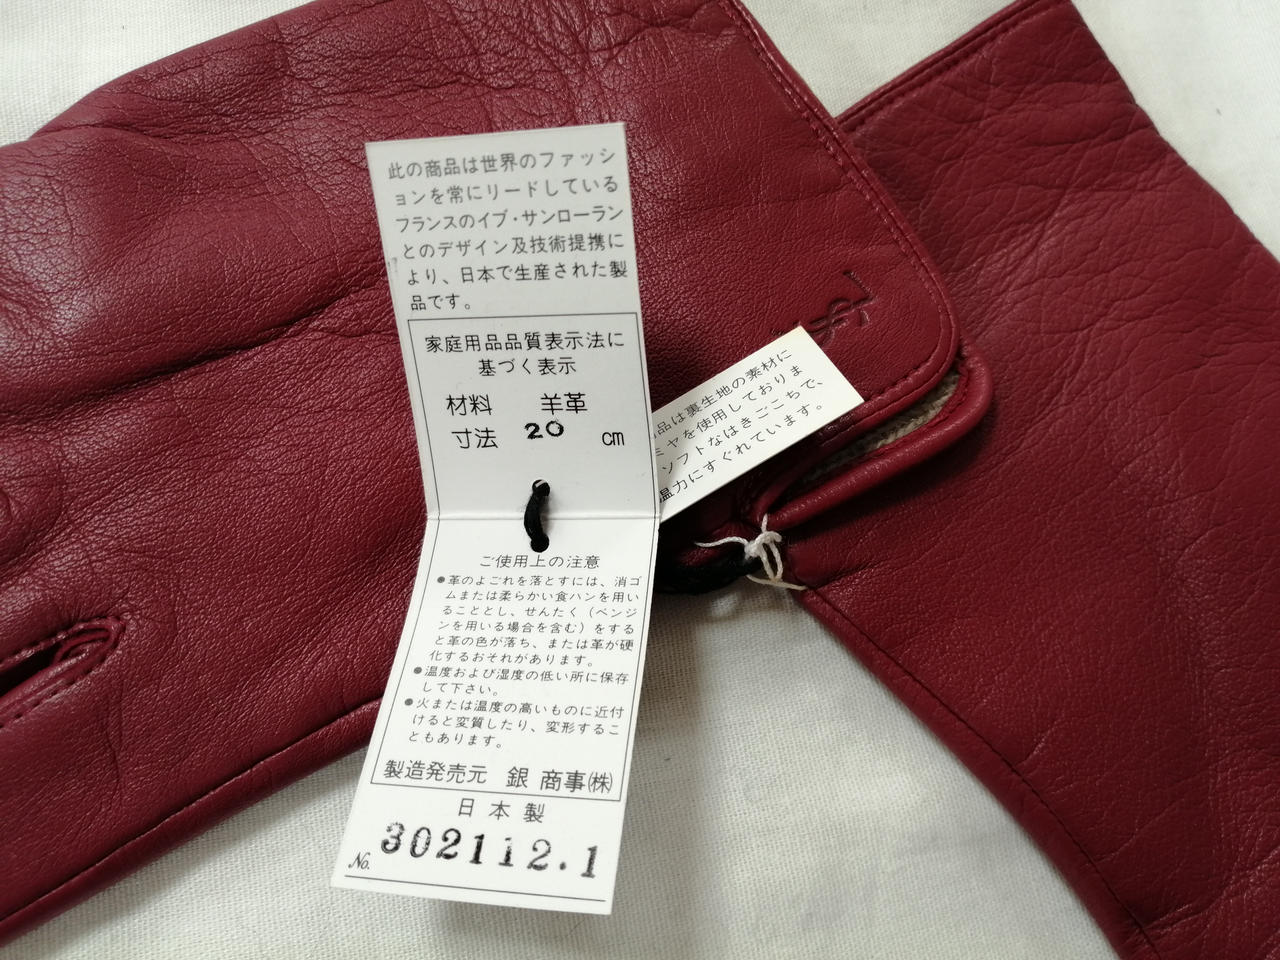 此の商品は世界のファッシ
ョンを常にリードしている
フランスのイブ・サンローラン
とのデザイン及技術提携に
より、日本で生産された製
品です。
家庭用品品質表示法に
基づく表示
材料 羊革
寸法 20 cm
ご使用上の注意
●革のよごれを落とすには、消ゴ
ムまたは柔らかい食ハンを用い
ることとし、せんたく（ベンジ
ンを用いる場合を含む）をする
と革の色が落ち、または革が硬
化するおそれがあります。
●温度および湿度の低い所に保存
して下さい。
●火または温度の高いものに近付
けると変質したり、変形するこ
ともあります。
製造発売元 銀商事㈱
日本製
No. 302112.1
品は裏生地の素材に
ミヤを使用しておりま
ソフトなはきごこちで、
温力にすぐれています。
YSL